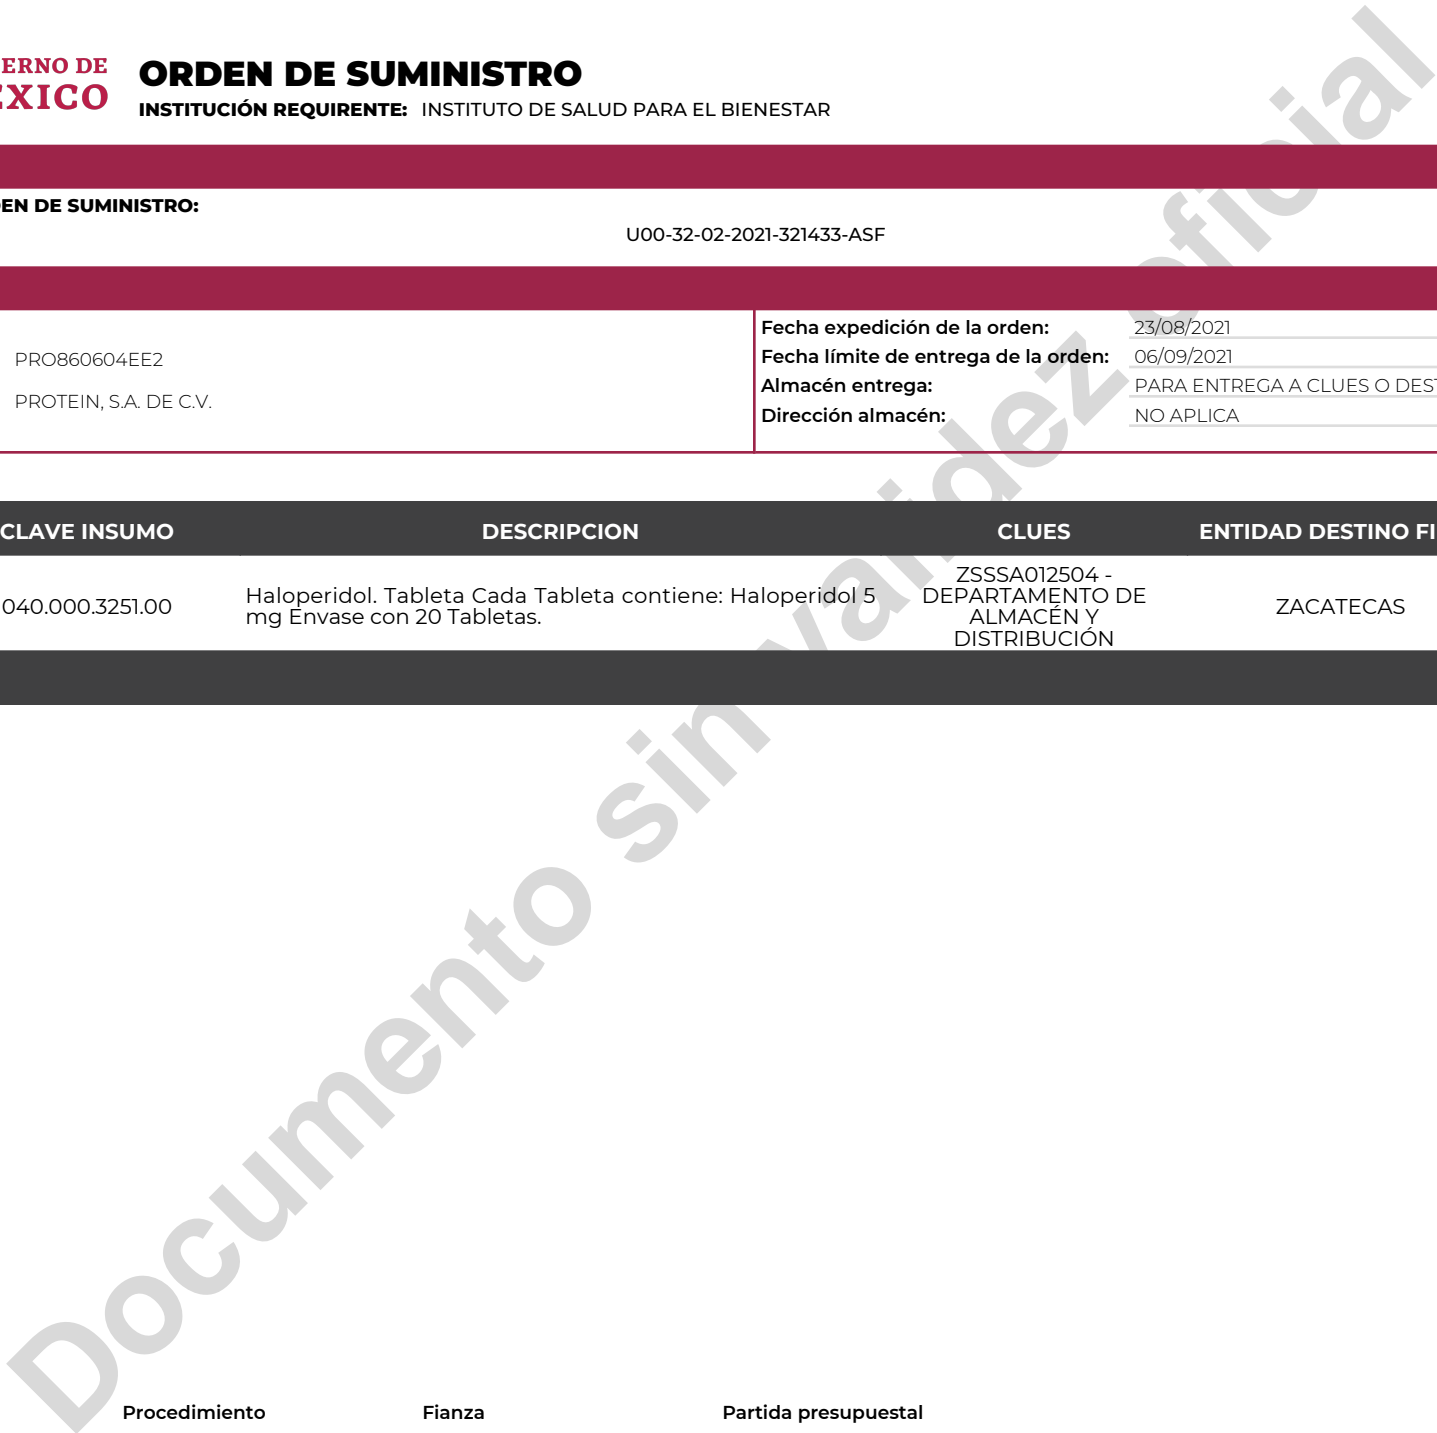 ERNO DE
EXICO
ORDEN DE SUMINISTRO
INSTITUCIÓN REQUIRENTE: INSTITUTO DE SALUD PARA EL BIENESTAR
EN DE SUMINISTRO:
U00-32-02-2021-321433-ASF
PRO860604EE2
PROTEIN, S.A. DE C.V.
Fecha expedición de la orden: 23/08/2021
Fecha límite de entrega de la orden: 06/09/2021
Almacén entrega: PARA ENTREGA A CLUES O DEST
Dirección almacén: NO APLICA
CLAVE INSUMO DESCRIPCION CLUES ENTIDAD DESTINO FI
040.000.3251.00
Haloperidol. Tableta Cada Tableta contiene: Haloperidol 5
mg Envase con 20 Tabletas.
ZSSSA012504 -
DEPARTAMENTO DE
ALMACÉN Y
DISTRIBUCIÓN
ZACATECAS
Documento sin validez oficial
Procedimiento Fianza Partida presupuestal